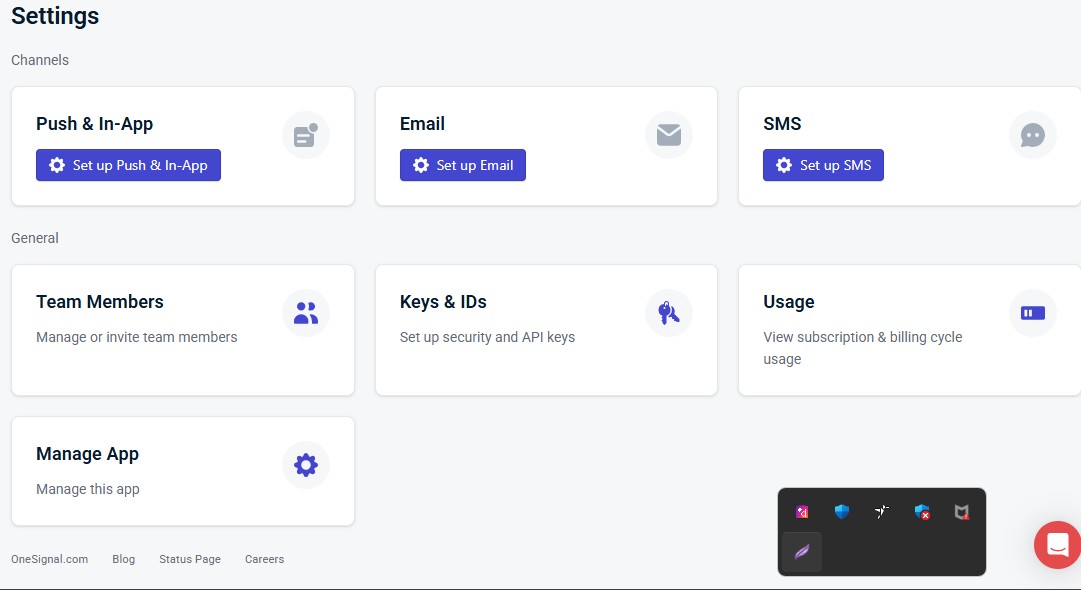 Settings
Channels
Push & In-App
Set up Push & In-App
Email
Set up Email
SMS
Set up SMS
General
Team Members
Manage or invite team members
Keys & IDs
Set up security and API keys
Usage
View subscription & billing cycle
usage
Manage App
Manage this app
OneSignal.com Blog Status Page Careers